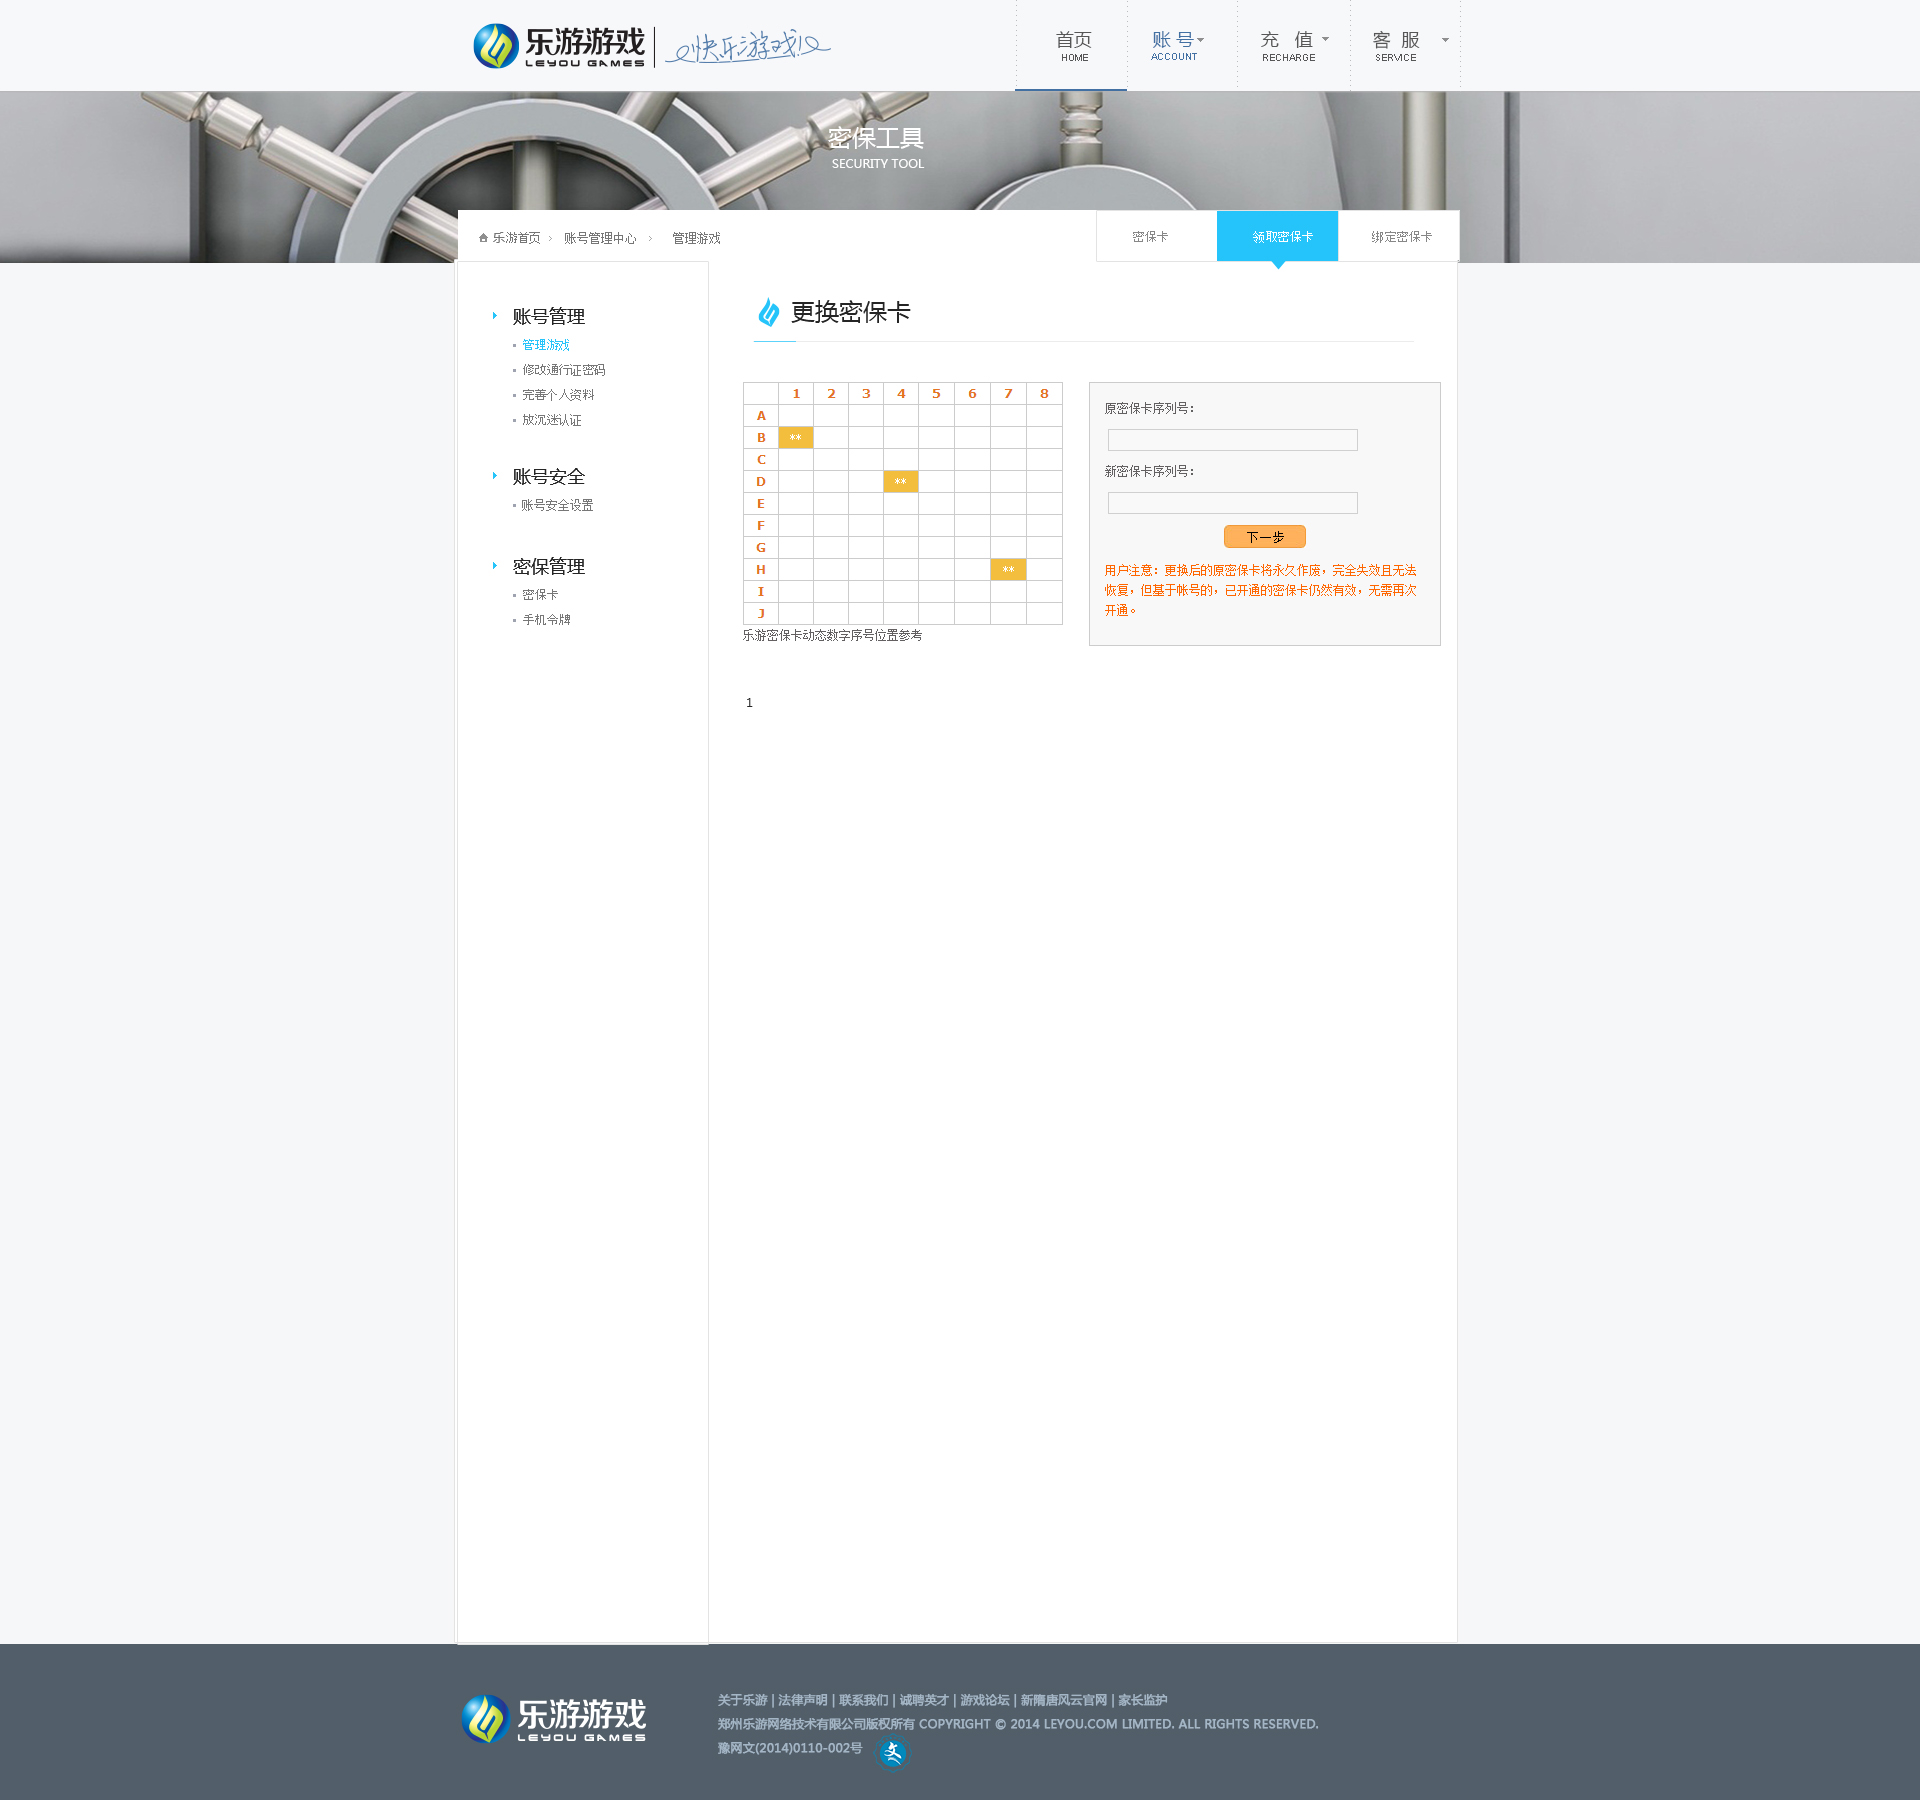 乐游游戏
LEYOU GAMES
快乐游戏
首页
HOME
账 号
ACCOUNT
充 值
RECHARGE
客 服
SERVICE
密保工具
SECURITY TOOL
乐游首页 > 账号管理中心 > 管理游戏
密保卡
领取密保卡
绑定密保卡
账号管理
管理游戏
修改通行证密码
完善个人资料
放沉迷认证
账号安全
账号安全设置
密保管理
密保卡
手机令牌
更换密保卡
1 2 3 4 5 6 7 8
A
B **
C
D **
E
F
G
H **
I
J
乐游密保卡动态数字序号位置参考
原密保卡序列号：
新密保卡序列号：
下一步
用户注意：更换后的原密保卡将永久作废，完全失效且无法
恢复，但基于帐号的，已开通的密保卡仍然有效，无需再次
开通。
1
乐游游戏
LEYOU GAMES
关于乐游 | 法律声明 | 联系我们 | 诚聘英才 | 游戏论坛 | 新隋唐风云官网 | 家长监护
郑州乐游网络技术有限公司版权所有 COPYRIGHT © 2014 LEYOU.COM LIMITED. ALL RIGHTS RESERVED.
豫网文(2014)0110-002号